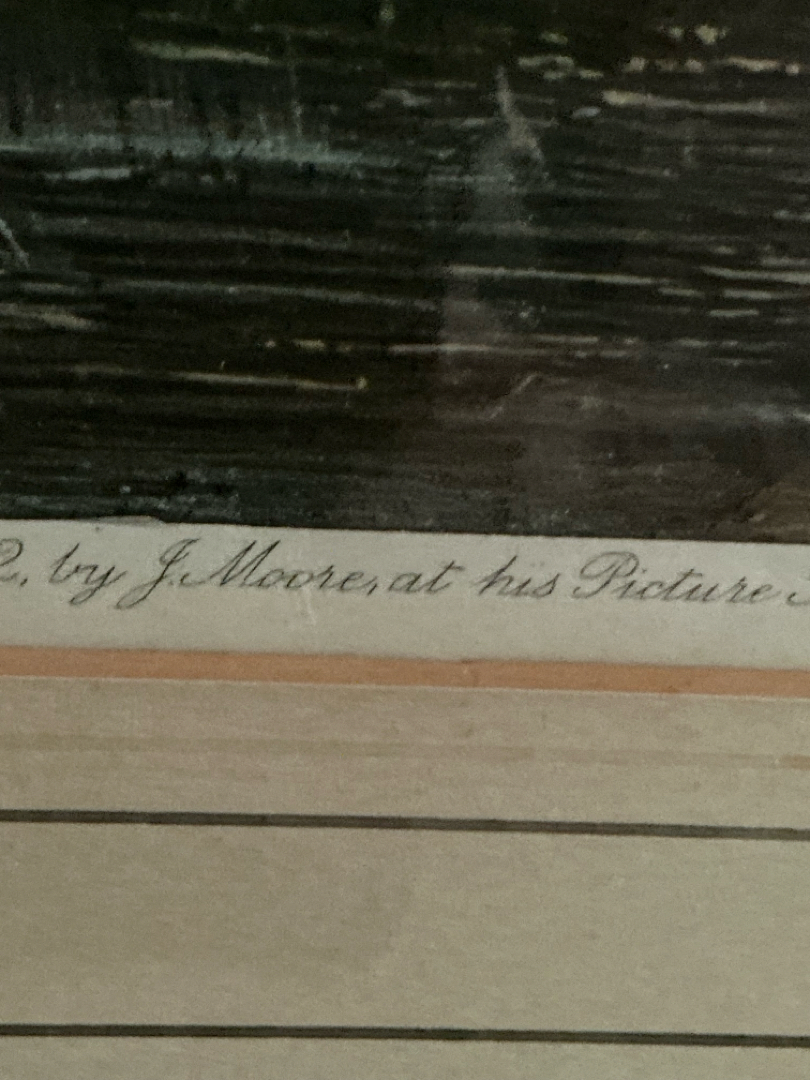 2, by J. Moore, at his Picture